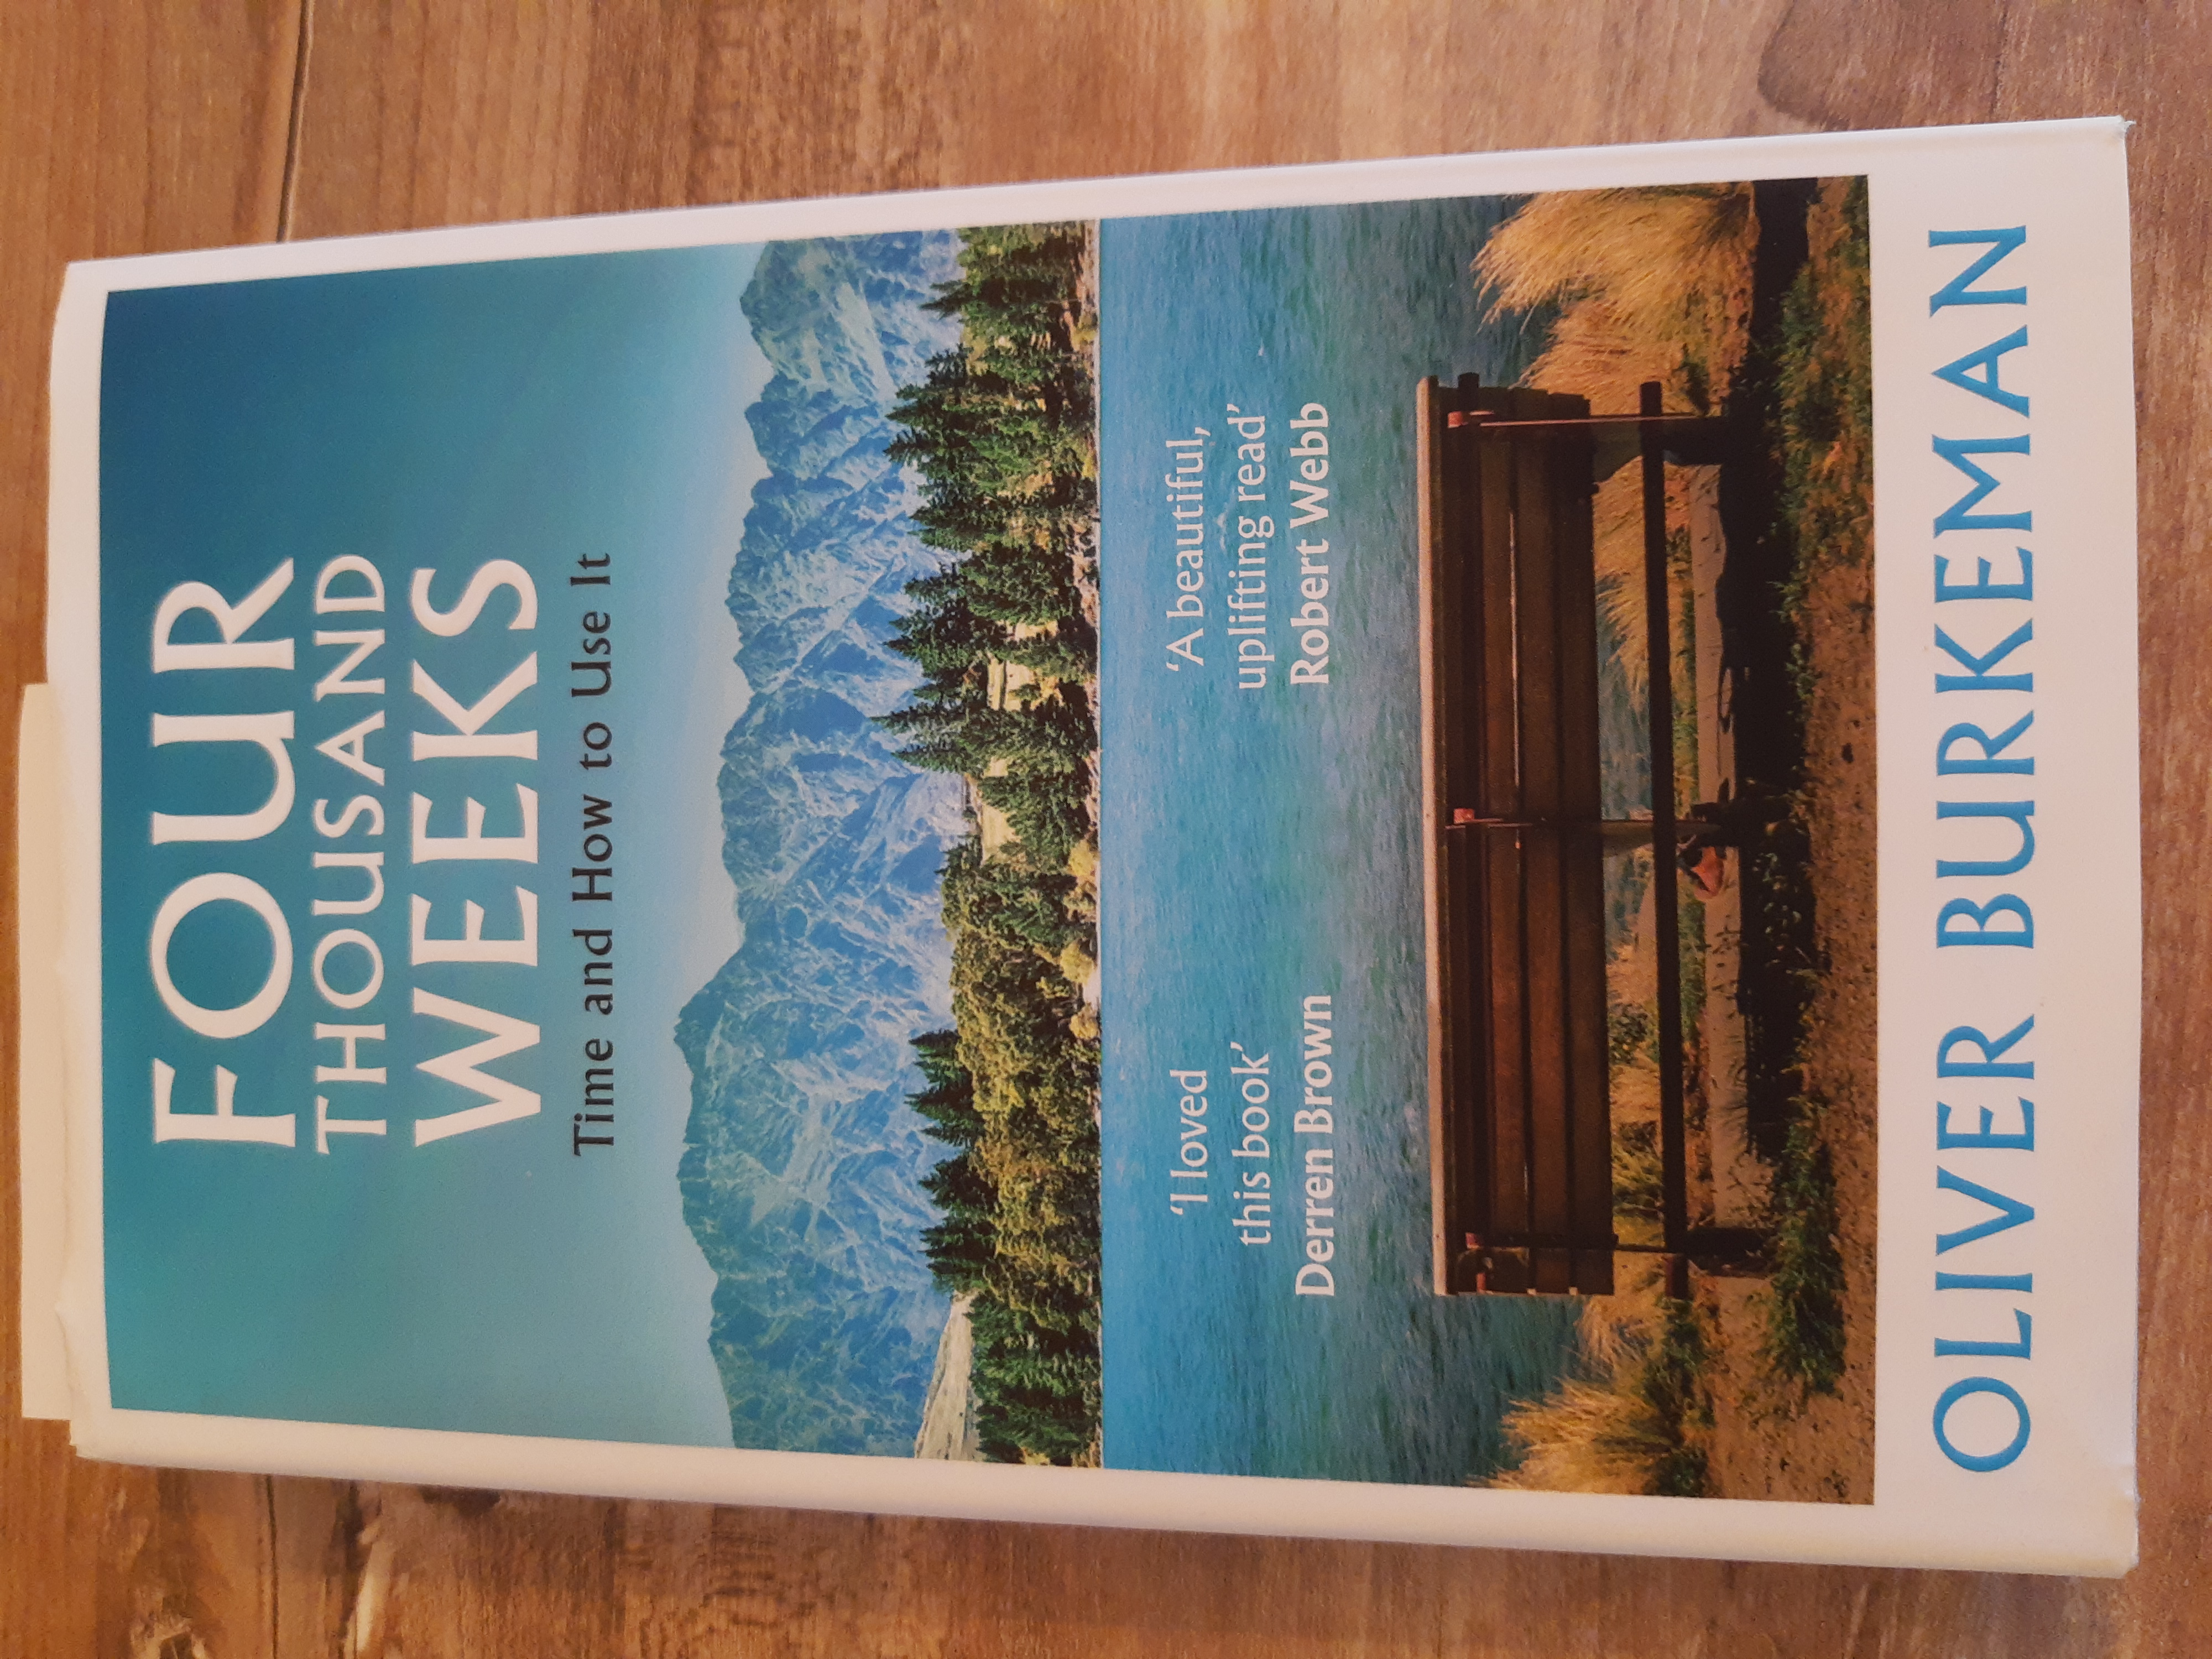 FOUR
THOUSAND
WEEKS
Time and How to Use It
‘I loved
this book’
Derren Brown
‘A beautiful,
uplifting read’
Robert Webb
OLIVER BURKEMAN